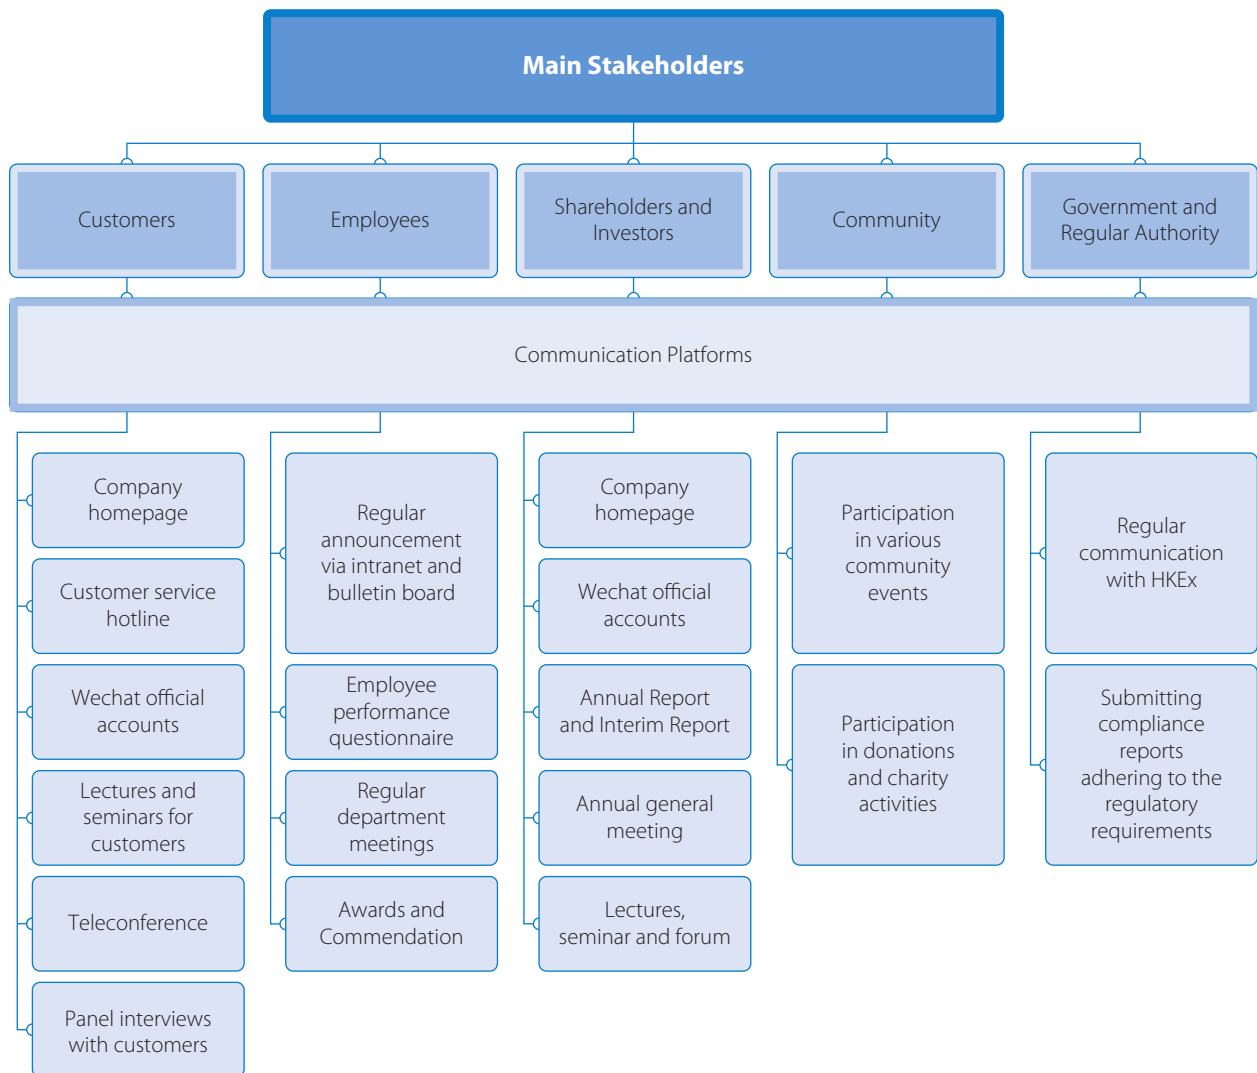 Main Stakeholders
Customers
Employees
Shareholders and
Investors
Community
Government and
Regular Authority
Communication Platforms
Company
homepage
Customer service
hotline
Wechat official
accounts
Lectures and
seminars for
customers
Teleconference
Panel interviews
with customers
Regular
announcement
via intranet and
bulletin board
Employee
performance
questionnaire
Regular
department
meetings
Awards and
Commendation
Company
homepage
Wechat official
accounts
Annual Report
and Interim Report
Annual general
meeting
Lectures,
seminar and forum
Participation
in various
community
events
Participation
in donations
and charity
activities
Regular
communication
with HKEx
Submitting
compliance
reports
adhering to the
regulatory
requirements